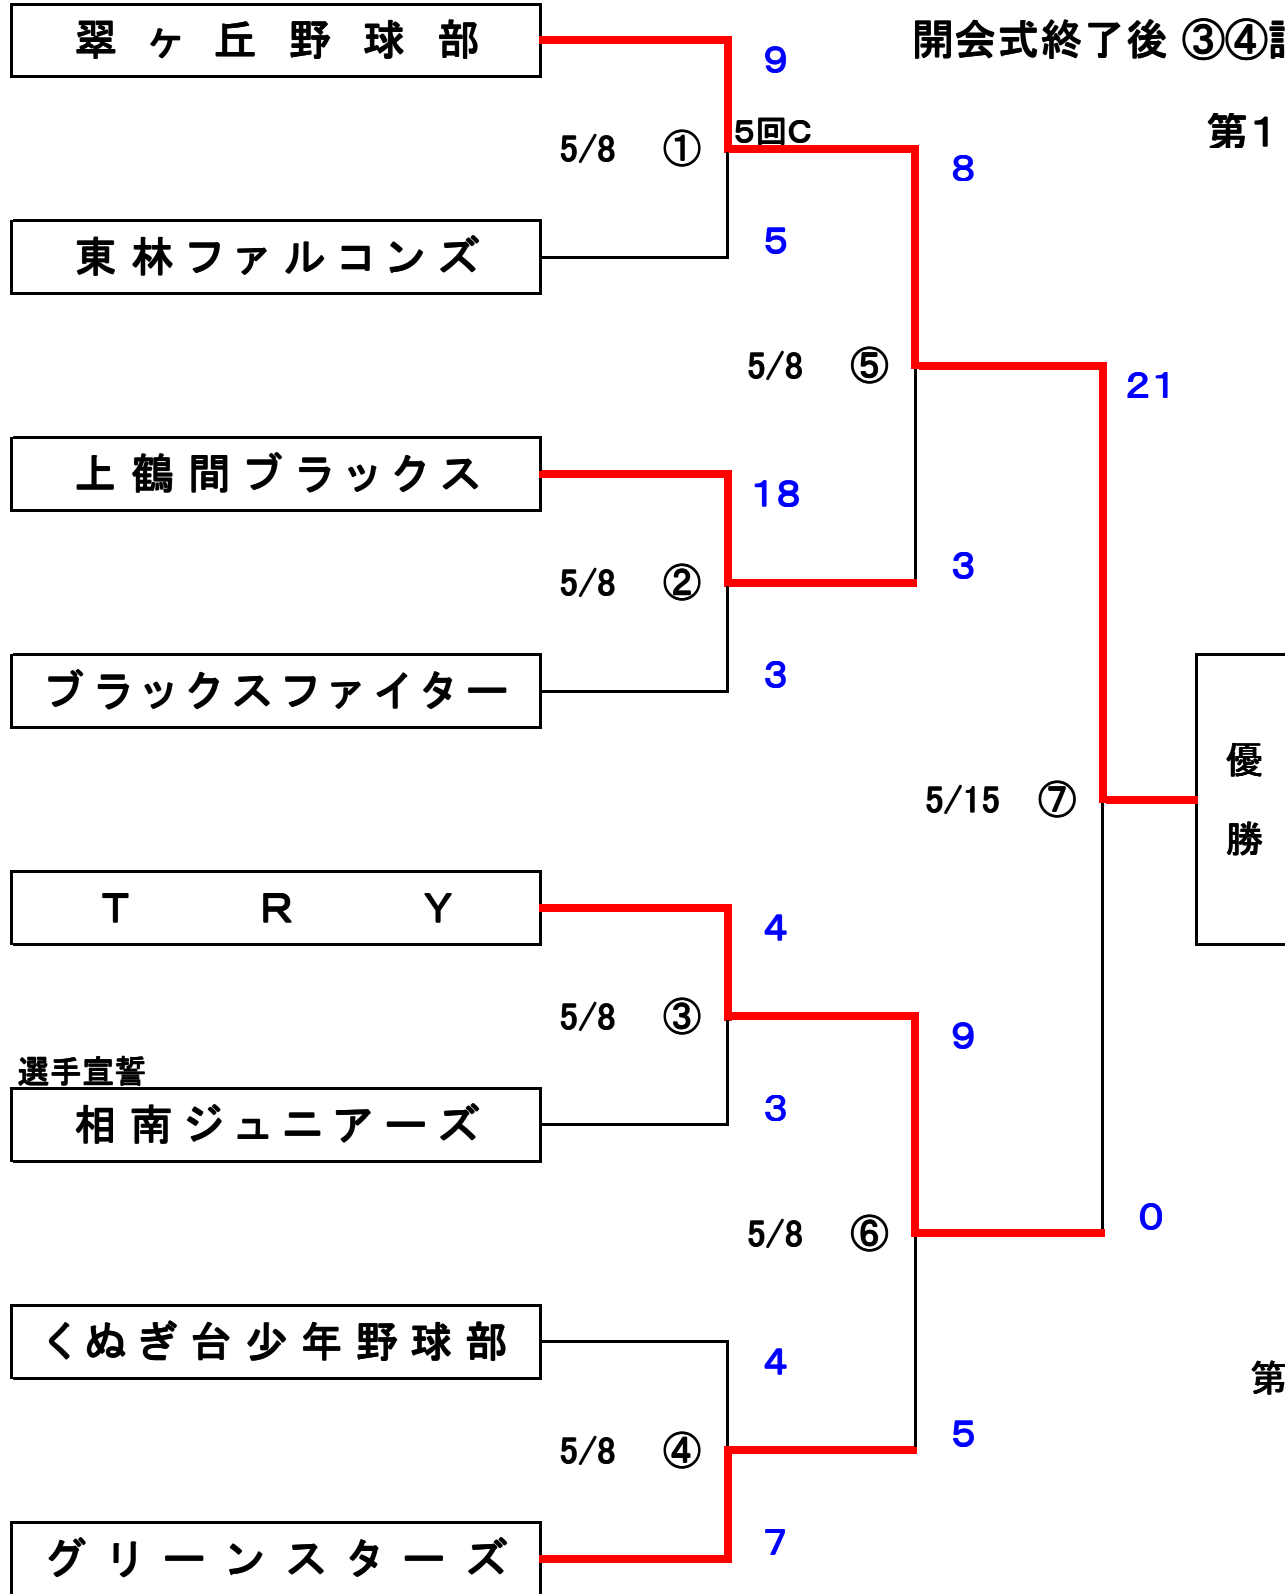 翠ヶ丘野球部
9
開会式終了後 ③④
5/8 ①
5回C
第1
8
東林ファルコンズ
5
5/8 ⑤
21
上鶴間ブラックス
18
5/8 ②
3
ブラックスファイター
3
優勝
5/15 ⑦
TRY
4
5/8 ③
9
選手宣誓
相南ジュニアーズ
3
5/8 ⑥
0
くぬぎ台少年野球部
4
第
5/8 ④
5
グリーンスターズ
7